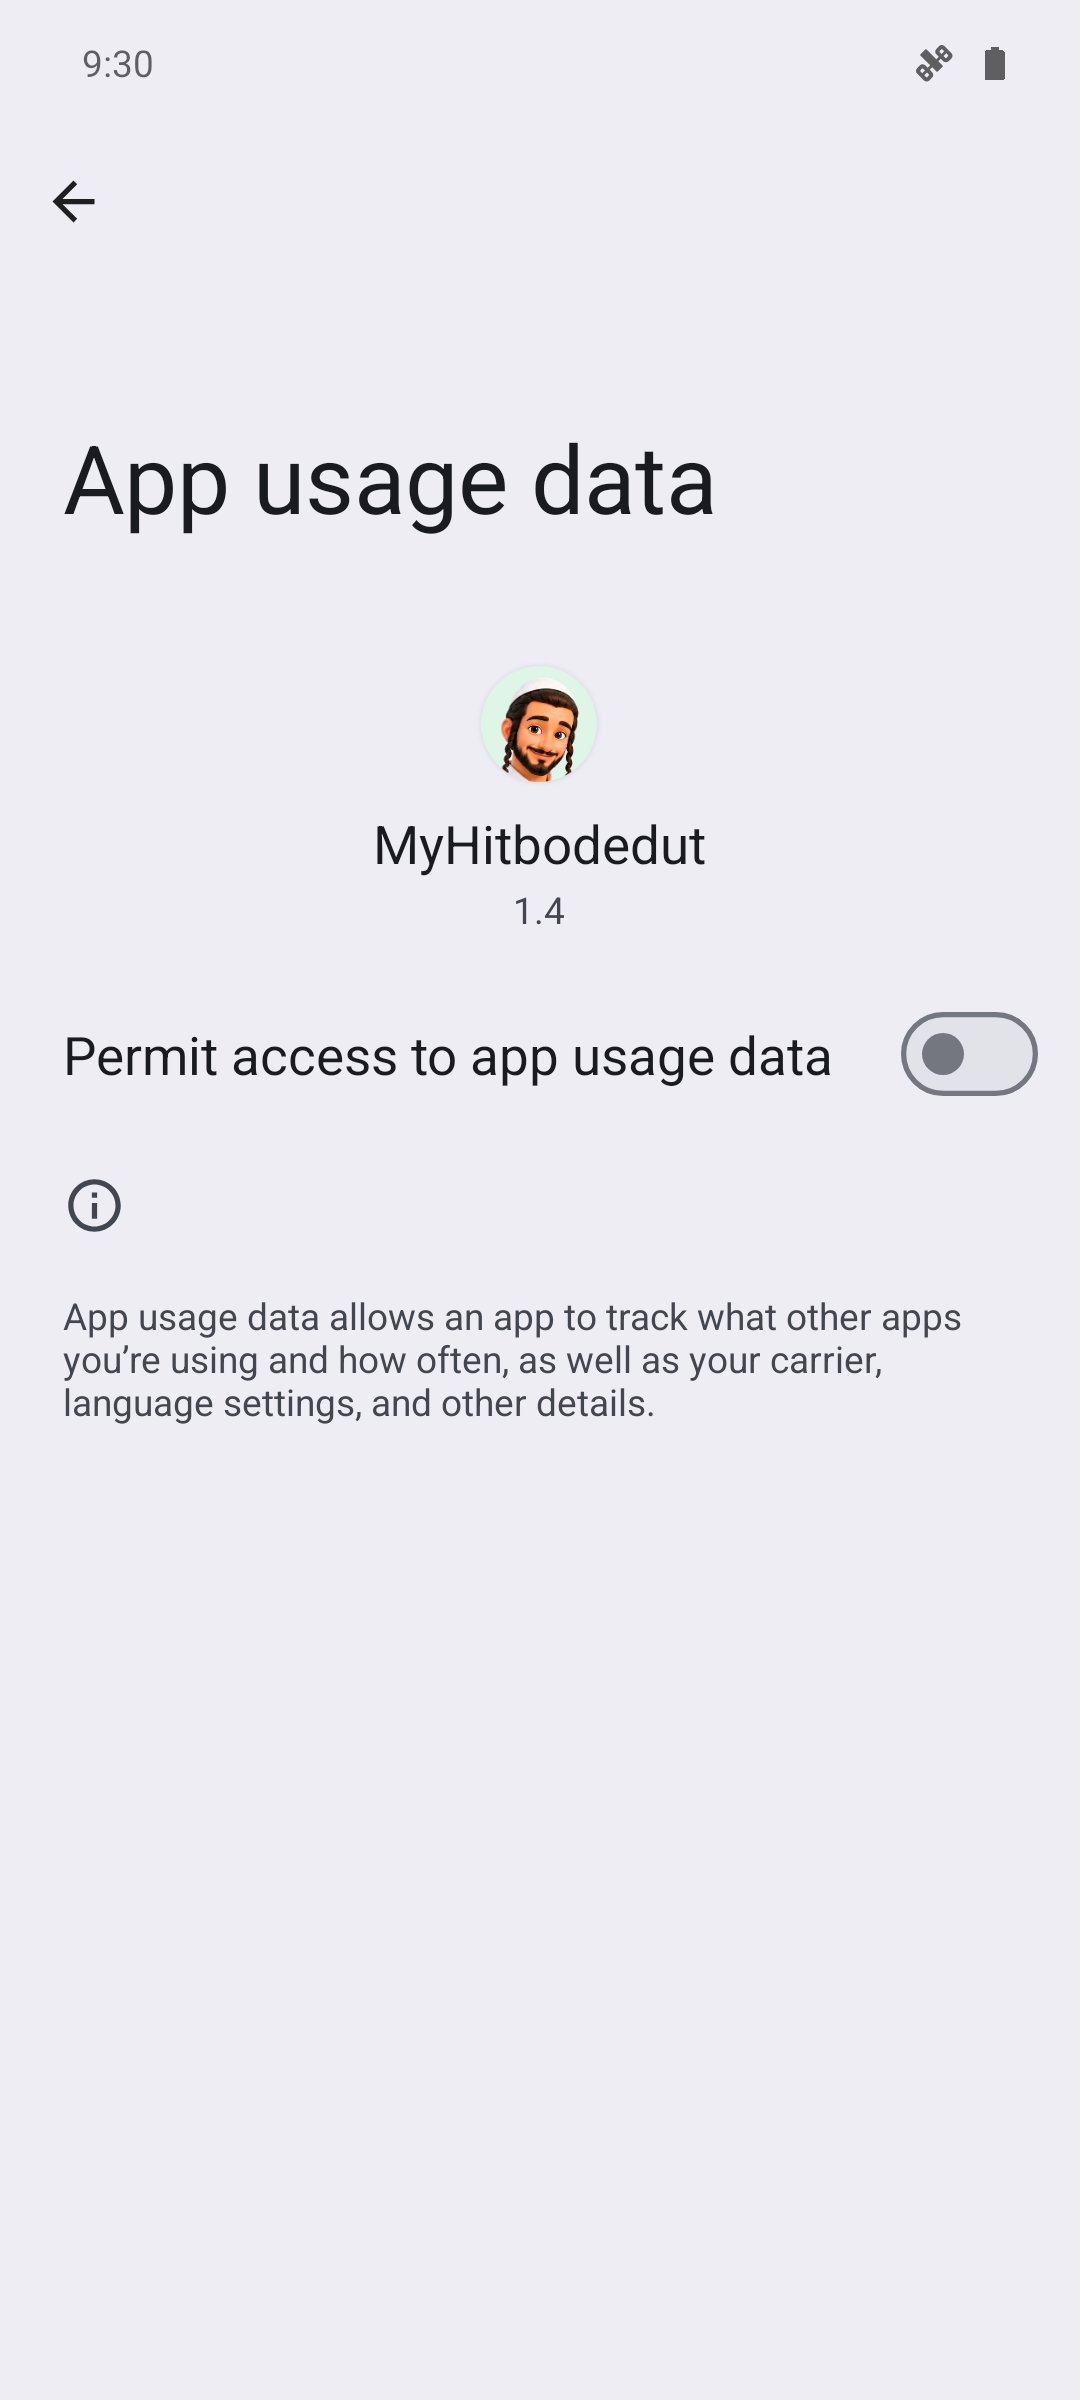 9:30
App usage data
MyHitbodedut
1.4
Permit access to app usage data
App usage data allows an app to track what other apps
you’re using and how often, as well as your carrier,
language settings, and other details.